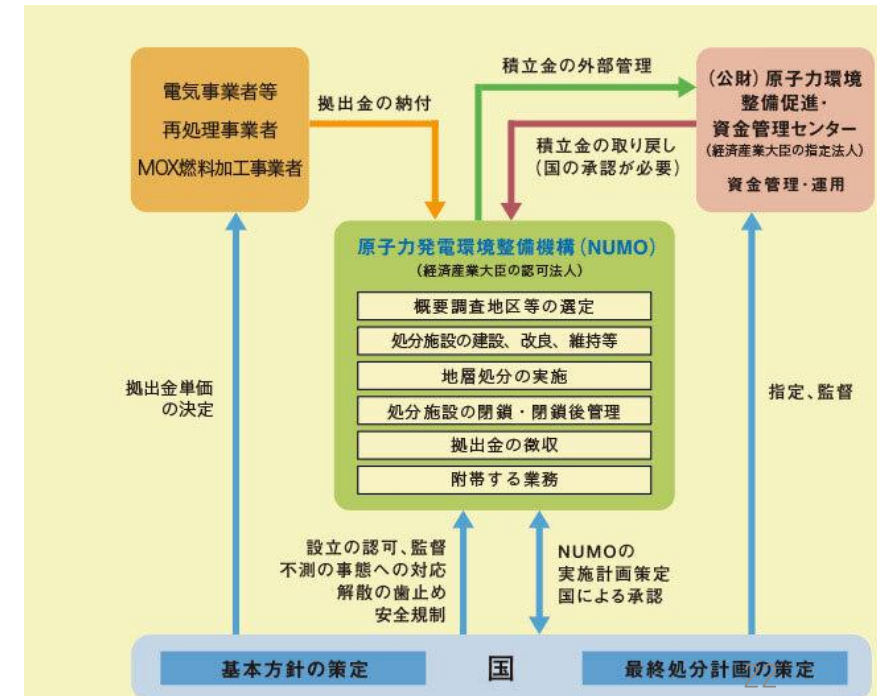 電気事業者等
再処理事業者
MOX燃料加工事業者
拠出金の納付
積立金の外部管理
積立金の取り戻し
(国の承認が必要)
(公財)原子力環境
整備促進・
資金管理センター
(経済産業大臣の指定法人)
資金管理・運用
原子力発電環境整備機構(NUMO)
(経済産業大臣の認可法人)
概要調査地区等の選定
処分施設の建設、改良、維持等
地層処分の実施
処分施設の閉鎖・閉鎖後管理
拠出金の徴収
附帯する業務
拠出金単価
の決定
指定、監督
設立の認可、監督
不測の事態への対応
解散の歯止め
安全規制
NUMOの
実施計画策定
国による承認
基本方針の策定
国
最終処分計画の策定
22